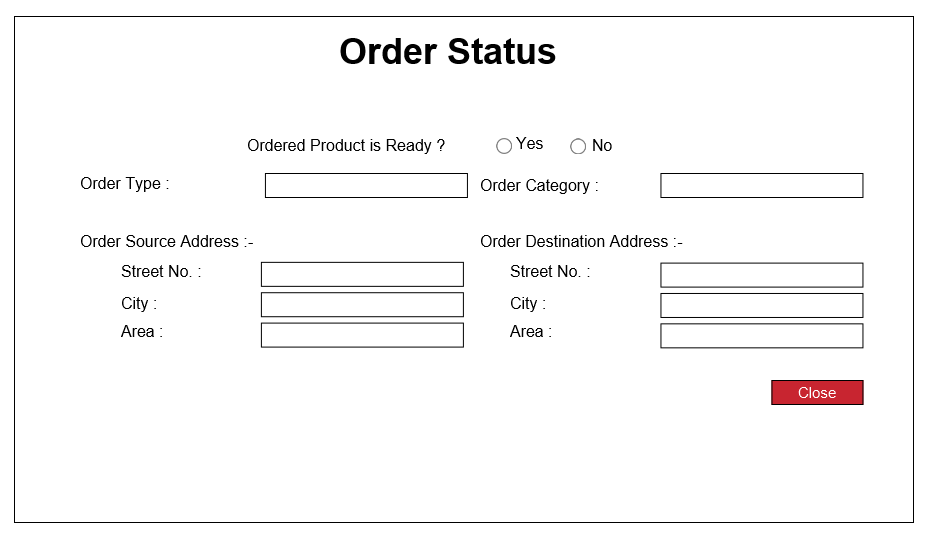 Order Status
Ordered Product is Ready ? Yes No
Order Type : Order Category :
Order Source Address :- Order Destination Address :-
Street No. : Street No. :
City : City :
Area : Area :
Close